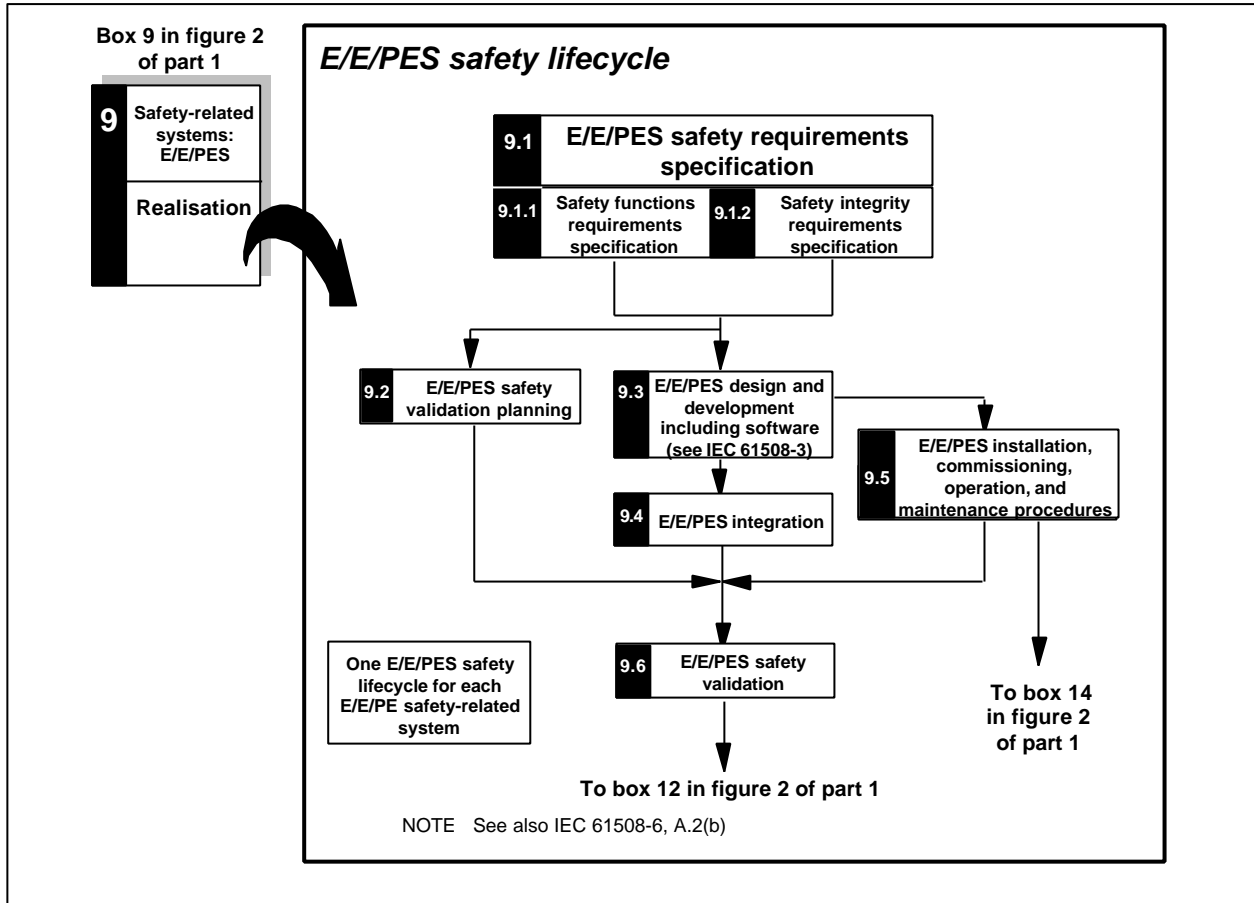 Box 9 in figure 2
of part 1
9
Safety-related
systems:
E/E/PES
Realisation
E/E/PES safety lifecycle
9.1
E/E/PES safety requirements
specification
9.1.1
Safety functions
requirements
specification
9.1.2
Safety integrity
requirements
specification
9.2
E/E/PES safety
validation planning
9.3
E/E/PES design and
development
including software
(see IEC 61508-3)
9.4
E/E/PES integration
9.5
E/E/PES installation,
commissioning,
operation, and
maintenance procedures
9.6
E/E/PES safety
validation
One E/E/PES safety
lifecycle for each
E/E/PE safety-related
system
To box 14
in figure 2
of part 1
To box 12 in figure 2 of part 1
NOTE See also IEC 61508-6, A.2(b)